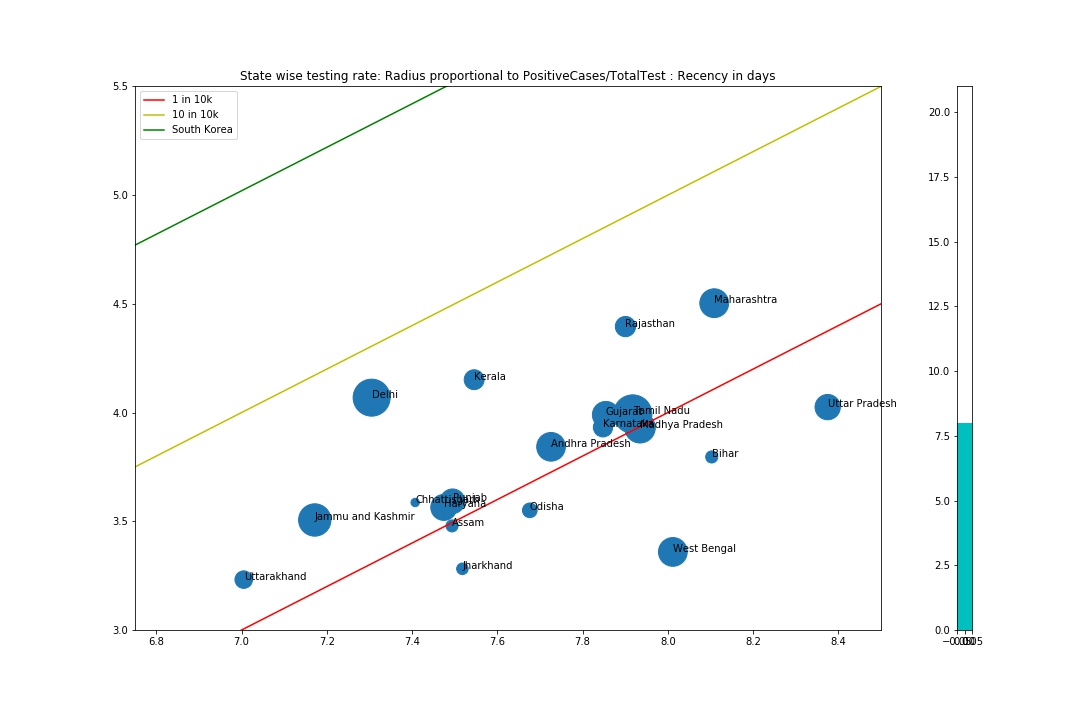 State wise testing rate: Radius proportional to PositiveCases/TotalTest : Recency in days
5.5
1 in 10k
10 in 10k
South Korea
20.0
17.5
5.0
15.0
4.5
12.5
Maharashtra
Rajasthan
10.0
Kerala
Delhi
4.0
Uttar Pradesh
Gujarat
Tamil Nadu
Karnataka
Madhya Pradesh
7.5
Andhra Pradesh
Bihar
5.0
Chhattisgarh
Punjab
Haryana
Odisha
3.5
Jammu and Kashmir
Assam
West Bengal
2.5
Jharkhand
Uttarakhand
3.0
0.0
6.8 7.0 7.2 7.4 7.6 7.8 8.0 8.2 8.4